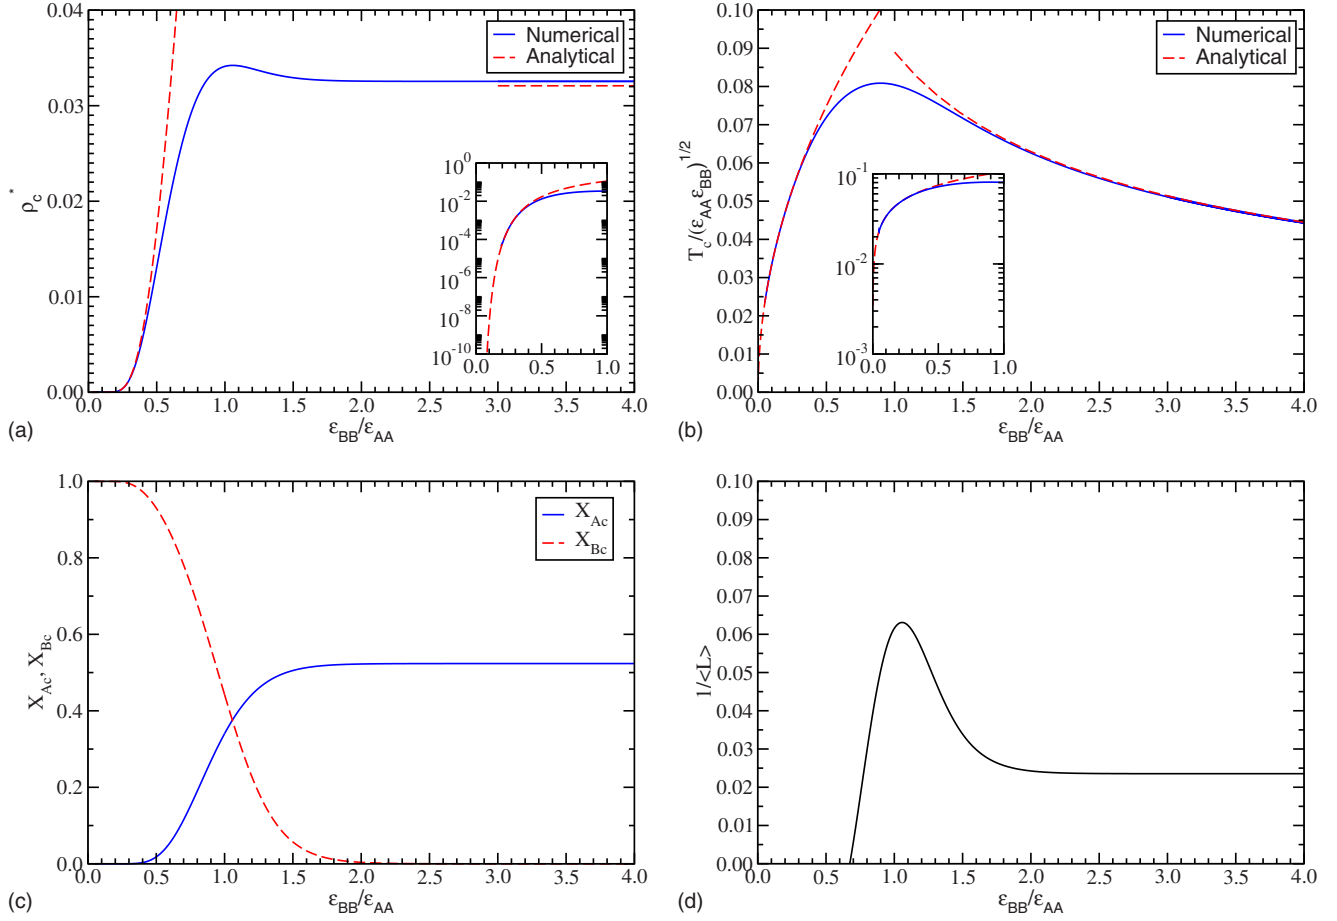 0.04
0.03
0.02
0.01
0.00
ρc*
Numerical
Analytical
10^0
10^-2
10^-4
10^-6
10^-8
10^-10
0.0 0.5 1.0
0.0 0.5 1.0 1.5 2.0 2.5 3.0 3.5 4.0
(a)
εBB/εAA
0.10
0.09
0.08
0.07
0.06
0.05
0.04
0.03
0.02
0.01
0.00
Tc/(εAAεBB)^1/2
Numerical
Analytical
10^-1
10^-2
10^-3
0.0 0.5 1.0
0.0 0.5 1.0 1.5 2.0 2.5 3.0 3.5 4.0
(b)
εBB/εAA
1.0
0.8
0.6
0.4
0.2
0.0
XAc, XBc
XAc
XBc
0.0 0.5 1.0 1.5 2.0 2.5 3.0 3.5 4.0
(c)
εBB/εAA
0.10
0.09
0.08
0.07
0.06
0.05
0.04
0.03
0.02
0.01
0.00
1/<L>
0.0 0.5 1.0 1.5 2.0 2.5 3.0 3.5 4.0
(d)
εBB/εAA